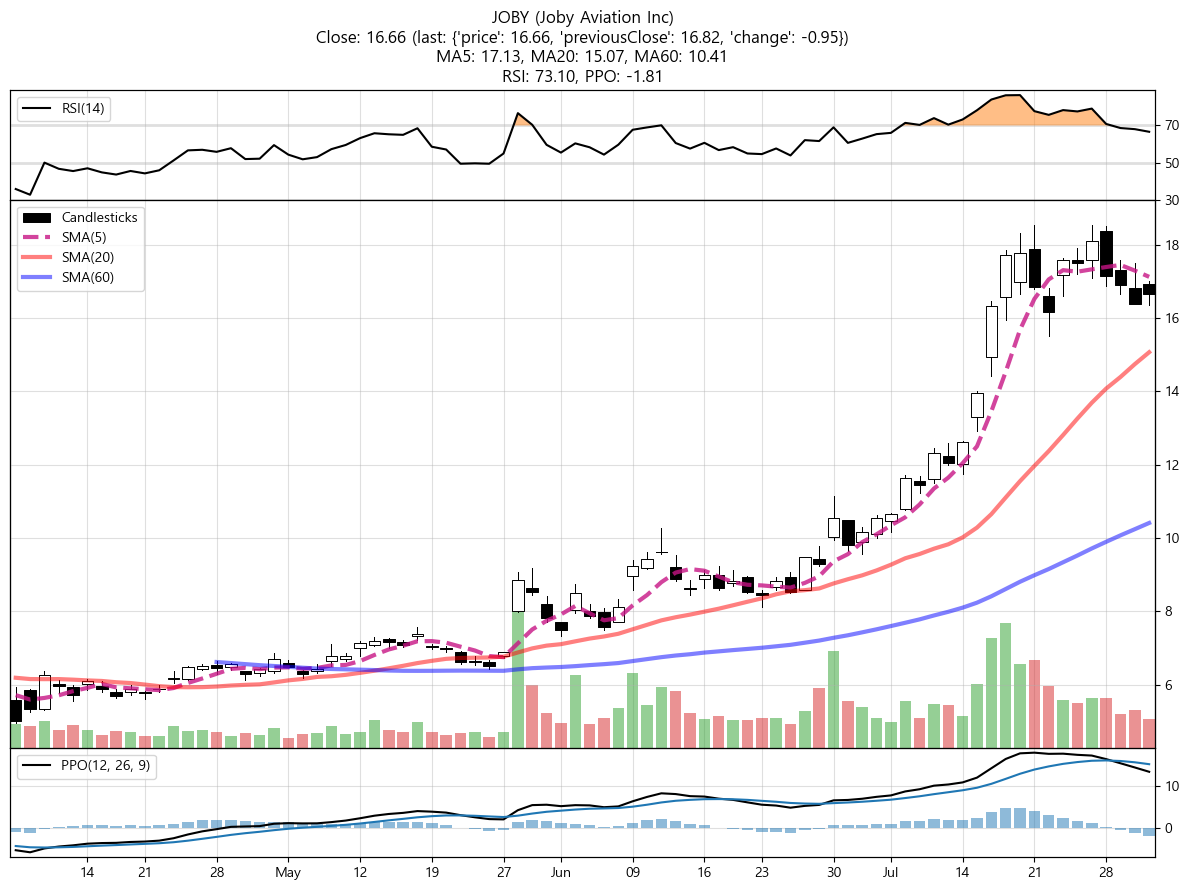 JOBY (Joby Aviation Inc)
Close: 16.66 (last: {'price': 16.66, 'previousClose': 16.82, 'change': -0.95})
MA5: 17.13, MA20: 15.07, MA60: 10.41
RSI: 73.10, PPO: -1.81
RSI(14)
70
50
30
Candlesticks
SMA(5)
SMA(20)
SMA(60)
18
16
14
12
10
8
6
PPO(12, 26, 9)
10
0
14 21 28 May 12 19 27 Jun 09 16 23 30 Jul 14 21 28